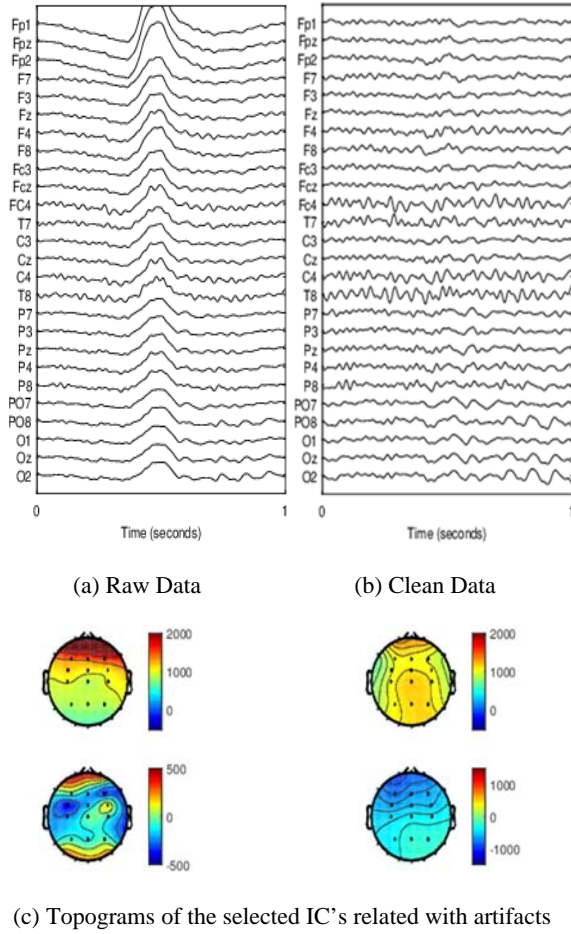 Fp1
Fpz
Fp2
F7
F3
Fz
F4
F8
Fc3
Fcz
FC4
T7
C3
Cz
C4
T8
P7
P3
Pz
P4
P8
PO7
PO8
O1
Oz
O2
0 1
Time (seconds)
(a) Raw Data
Fp1
Fpz
Fp2
F7
F3
Fz
F4
F8
Fc3
Fcz
Fc4
T7
C3
Cz
C4
T8
P7
P3
Pz
P4
P8
PO7
PO8
O1
Oz
O2
0 1
Time (seconds)
(b) Clean Data
2000
1000
0
2000
1000
0
500
0
-500
1000
0
-1000
(c) Topograms of the selected IC's related with artifacts